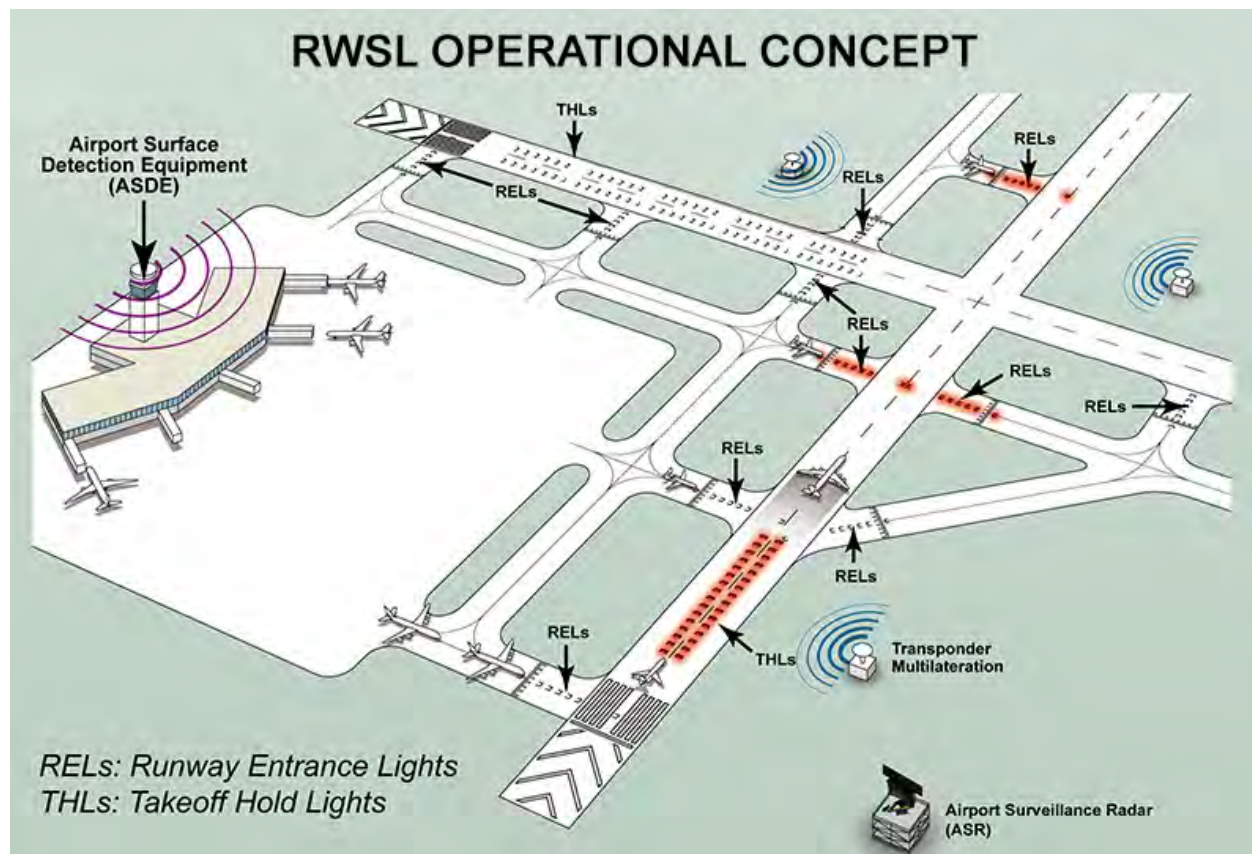 RWSL OPERATIONAL CONCEPT
THLs
Airport Surface
Detection Equipment
(ASDE)
RELs
RELs
RELs
RELs
RELs
RELs
RELs
RELs
RELs
THLs
Transponder
Multilateration
RELs: Runway Entrance Lights
THLs: Takeoff Hold Lights
Airport Surveillance Radar
(ASR)